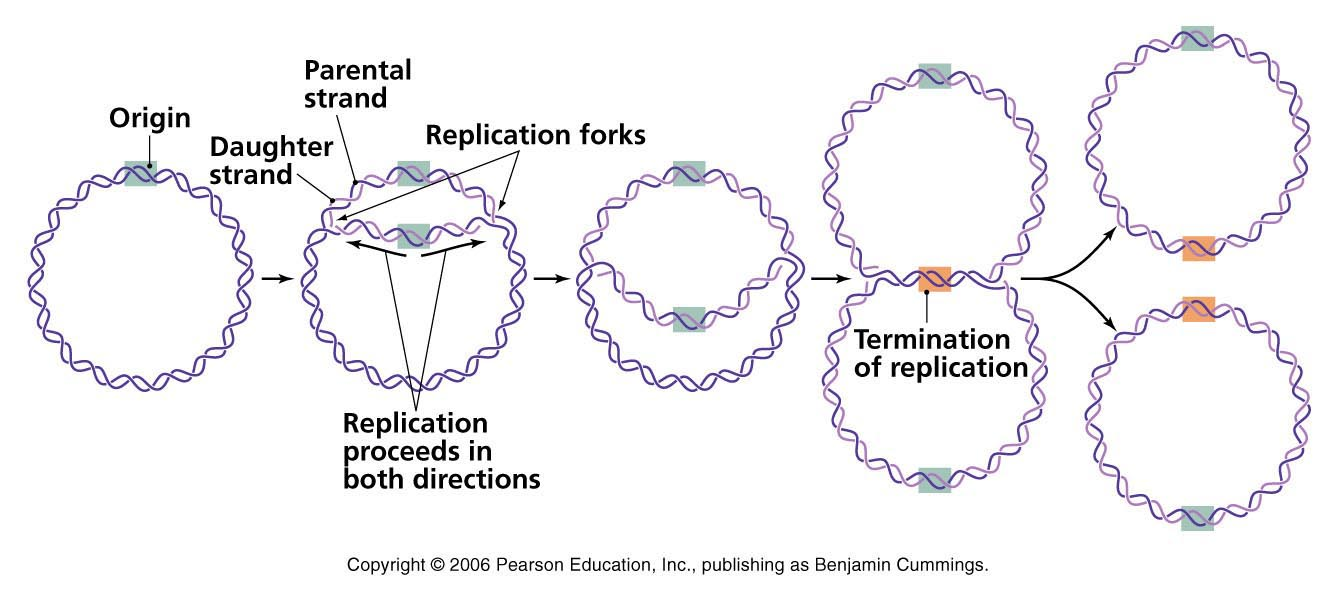 Origin
Parental
strand
Daughter
strand
Replication forks
Replication
proceeds in
both directions
Termination
of replication
Copyright © 2006 Pearson Education, Inc., publishing as Benjamin Cummings.